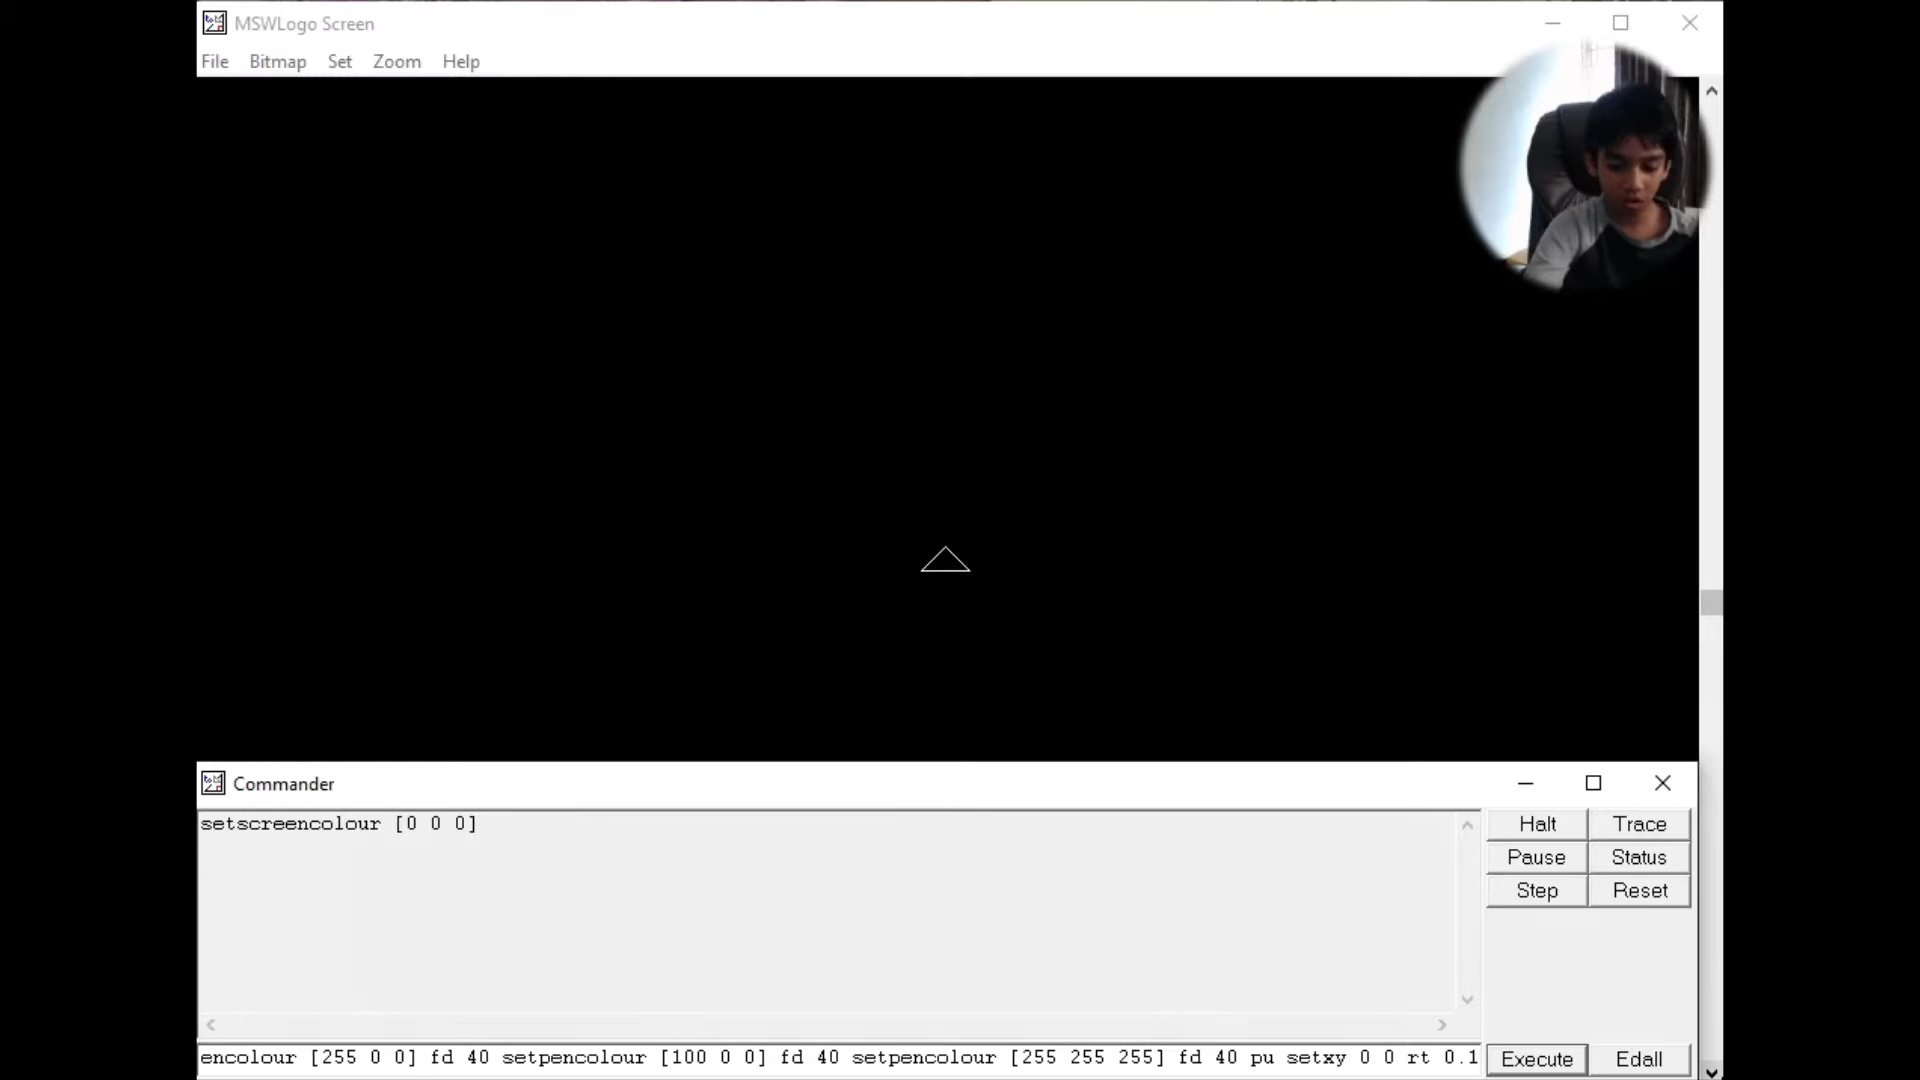 MSWLogo Screen
File Bitmap Set Zoom Help
Commander
setscreencolour [0 0 0]
Halt Trace
Pause Status
Step Reset
encolour [255 0 0] fd 40 setpencolour [100 0 0] fd 40 setpencolour [255 255 255] fd 40 pu setxy 0 0 rt 0.1
Execute Edall